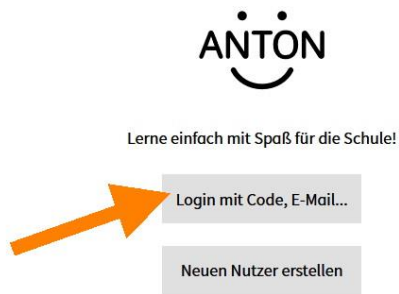 ANTON
Lerne einfach mit Spaß für die Schule!
Login mit Code, E-Mail...
Neuen Nutzer erstellen